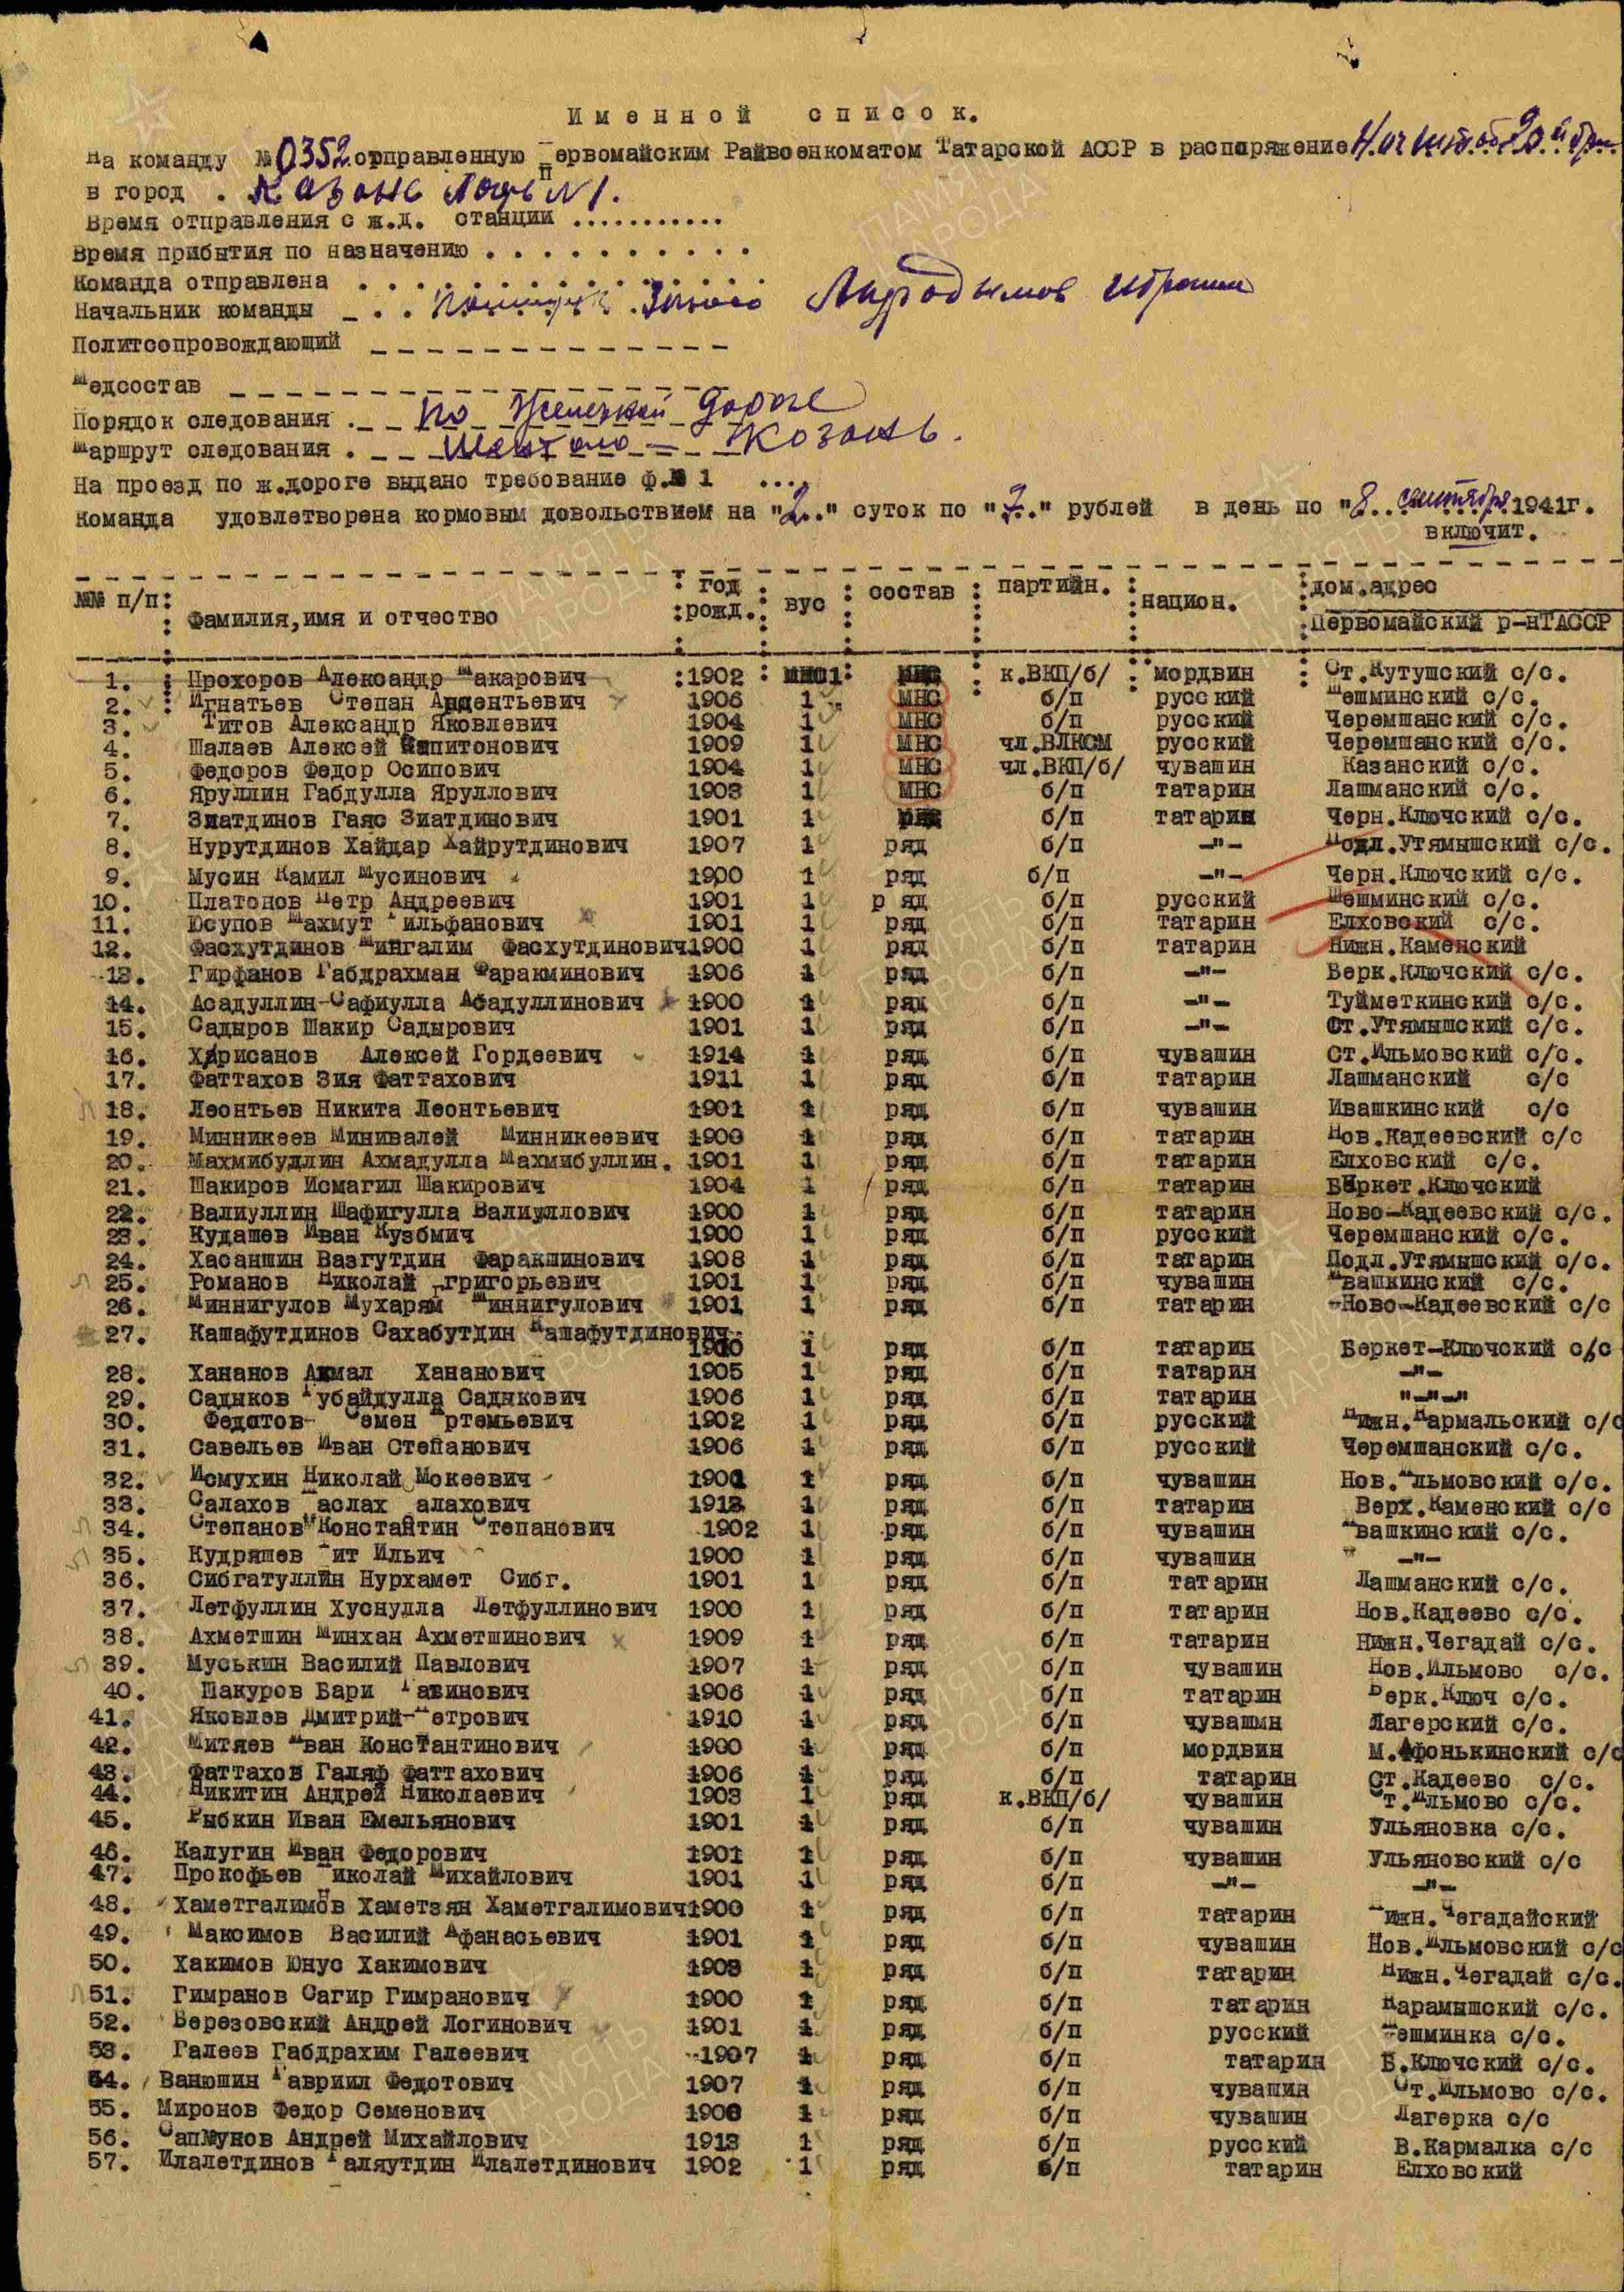 Именной список.
На команду № 0352 отправленную Первомайским Райвоенкоматом Татарской АССР в распоряжение
в город . Казань
Время отправления с ж.д. станции ...........
Время прибытия по назначению . . . . . . . . . .
Команда отправлена . . . . . . . . . . . . . .
Начальник команды
Политсопровождающий _ _ _ _ _ _ _ _ _ _ _ _ _
Медсостав _ _ _ _ _ _ _ _ _ _ _ _ _ _ _ _ _
Порядок следования . По Железной дороге
Маршрут следования . Шентала – Казань.
На проезд по ж.дороге выдано требование ф.№ 1 ....
Команда удовлетворена кормовым довольствием на "2.." суток по "7.." рублей в день по "8.. сентября 1941г.
включит.
№№ п/п: Фамилия,имя и отчество : год рожд. : вус : состав : партийн. : национ. : дом.адрес Первомайский р-нТАССР
1. Прохоров Александр Макарович :1902 : МНС1: МНС к.ВКП/б/ мордвин Ст.Кутушский с/с.
2. Игнатьев Степан Ардентьевич 1906 1 МНС б/п русский Шешминский с/с.
3. Титов Александр Яковлевич 1904 1 МНС б/п русский Черемшанский с/с.
4. Шалаев Алексей Капитонович 1909 1 МНС чл.ВЛКСМ русский Черемшанский с/с.
5. Федоров Федор Осипович 1904 1 МНС чл.ВКП/б/ чувашин Казанский с/с.
6. Яруллин Габдулла Яруллович 1903 1 МНС б/п татарин Лашманский с/с.
7. Зиатдинов Гаяс Зиатдинович 1901 1 ряд б/п татарин Черн.Ключский с/с.
8. Нурутдинов Хайдар Хайрутдинович 1907 1 ряд б/п -"- Подл.Утямышский с/с.
9. Мусин Камил Мусинович 1900 1 ряд б/п -"- Черн.Ключский с/с.
10. Платонов Петр Андреевич 1901 1 р яд б/п русский Шешминский с/с.
11. Юсупов Махмут Гильфанович 1901 1 ряд б/п татарин Елховский с/с.
12. Фасхутдинов Мингалим Фасхутдинович1900 1 ряд б/п татарин Нижн.Каменский
13. Гирфанов Габдрахман Фаракминович 1906 1 ряд б/п -"- Берк.Ключский с/с.
14. Асадуллин-Сафиулла Асадуллинович 1900 1 ряд б/п -"- Туйметкинский с/с.
15. Садыров Шакир Садырович 1901 1 ряд б/п -"- Ст.Утямышский с/с.
16. Харисанов Алексей Гордеевич 1914 1 ряд б/п чувашин Ст.Ильмовский с/с.
17. Фаттахов Зия Фаттахович 1911 1 ряд б/п татарин Лашманский с/с
18. Леонтьев Никита Леонтьевич 1901 1 ряд б/п чувашин Ивашкинский с/с
19. Минникеев Минивалей Минникеевич 1900 1 ряд б/п татарин Нов.Кадеевский с/с
20. Махмибудлин Ахмадулла Махмибуллин. 1901 1 ряд б/п татарин Елховский с/с.
21. Шакиров Исмагил Шакирович 1904 1 ряд б/п татарин Беркет.Ключский
22. Валиуллин Шафигулла Валиуллович 1900 1 ряд б/п татарин Ново-Кадеевский с/с.
23. Кудашев Иван Кузбмич 1900 1 ряд б/п русский Черемшанский с/с.
24. Хасаншин Вазгутдин Фаракшинович 1908 1 ряд б/п татарин Подл.Утямышский с/с.
25. Романов Николай григорьевич 1901 1 ряд б/п чувашин Ивашкинский с/с.
26. Миннигулов Мухарям Миннигулович 1901 1 ряд б/п татарин -Ново-Кадеевский с/с
27. Кашафутдинов Сахабутдин Кашафутдинович 1900 1 ряд б/п татарин Беркет-Ключский с/с
28. Хананов Акмал Хананович 1905 1 ряд б/п татарин -"-
29. Садыков Губайдулла Садыкович 1906 1 ряд б/п татарин "-"-"
30. Федотов- Семен Артемьевич 1902 1 ряд б/п русский Нижн.Кармальский с/с
31. Савельев Иван Степанович 1906 1 ряд б/п русский Черемшанский с/с.
32. Исмухин Николай Мокеевич 1901 1 ряд б/п чувашин Нов.Ильмовский с/с.
33. Салахов аслах алахович 1913 1 ряд б/п татарин Верх.Каменский с/с
34. Степанов Константин Степанович 1902 1 ряд б/п чувашин Ивашкинский с/с.
35. Кудряшев Тит Ильич 1900 1 ряд б/п чувашин " -"-
36. Сибгатуллин Нурхамет Сибг. 1901 1 ряд б/п татарин Лашманский с/с.
37. Летфуллин Хуснулла Летфуллинович 1900 1 ряд б/п татарин Нов.Кадеево с/с.
38. Ахметшин Минхан Ахметшинович 1909 1 ряд б/п татарин Нижн.Чегадай с/с.
39. Муськин Василий Павлович 1907 1 ряд б/п чувашин Нов.Ильмово с/с.
40. Шакуров Бари Гавинович 1906 1 ряд б/п татарин Берк.Ключ с/с.
41. Яковлев Дмитрий-Петрович 1910 1 ряд б/п чувашин Лагерский с/с.
42. Митяев Иван Константинович 1900 1 ряд б/п мордвин М.Афонькинский с/с
43. Фаттахов Галяф Фаттахович 1906 1 ряд б/п татарин Ст.Кадеево с/с.
44. Никитин Андрей Николаевич 1903 1 ряд к.ВКП/б/ чувашин Ст.Ильмово с/с.
45. Рыбкин Иван Емельянович 1901 1 ряд б/п чувашин Ульяновка с/с.
46. Калугин Иван Федорович 1901 1 ряд б/п чувашин Ульяновский с/с
47. Прокофьев Николай Михайлович 1901 1 ряд б/п -"- -"-
48. Хаметгалимов Хаметзян Хаметгалимович1900 1 ряд б/п татарин Нижн.Чегадайский
49. Максимов Василий Афанасьевич 1901 1 ряд б/п чувашин Нов.Ильмовский с/с
50. Хакимов Юнус Хакимович 1903 1 ряд б/п татарин Нижн.Чегадай с/с.
51. Гимранов Сагир Гимранович 1900 1 ряд б/п татарин Карамышский с/с.
52. Березовский Андрей Логинович 1901 1 ряд б/п русский Шешминка с/с.
53. Галеев Габдрахим Галеевич 1907 1 ряд б/п татарин Б.Ключский с/с.
54. Ванюшин Гавриил Федотович 1907 1 ряд б/п чувашин Ст.Ильмово с/с.
55. Миронов Федор Семенович 1906 1 ряд б/п чувашин Лагерка с/с
56. Сапмунов Андрей Михайлович 1913 1 ряд б/п русский В.Кармалка с/с
57. Илалетдинов Галяутдин Илалетдинович 1902 1 ряд б/п татарин Елховский